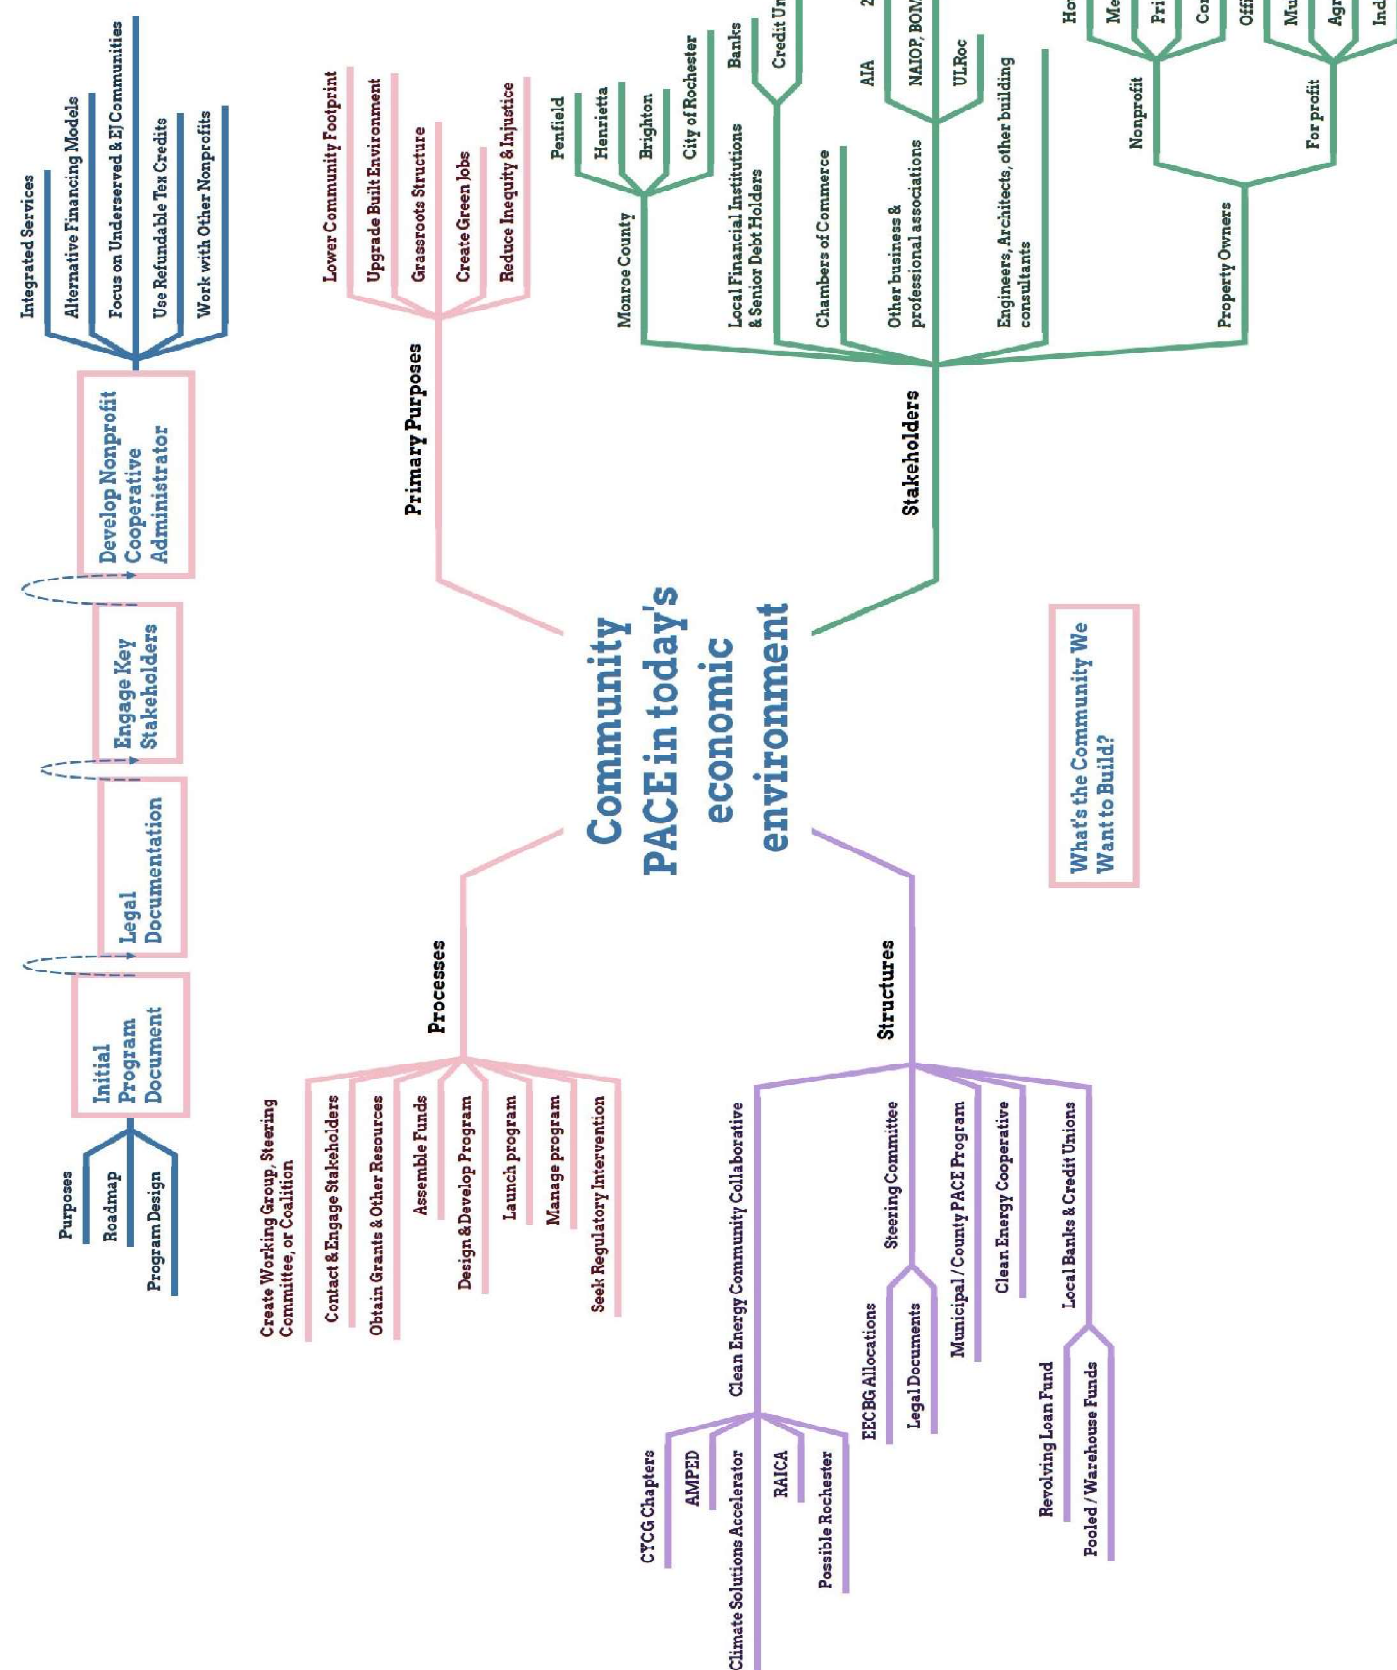 Purposes
Roadmap
Program Design
Initial
Program
Document
Legal
Documentation
Engage Key
Stakeholders
Develop Nonprofit
Cooperative
Administrator
Integrated Services
Alternative Financing Models
Focus on Underserved & EJ Communities
Use Refundable Tex Credits
Work with Other Nonprofits
Community
PACE in today's
economic
environment
Processes
Create Working Group, Steering
Committee, or Coalition
Contact & Engage Stakeholders
Obtain Grants & Other Resources
Assemble Funds
Design & Develop Program
Launch program
Manage program
Seek Regulatory Intervention
Primary Purposes
Lower Community Footprint
Upgrade Built Environment
Grassroots Structure
Create Green Jobs
Reduce Inequity & Injustice
Structures
Clean Energy Community Collaborative
CYCG Chapters
AMPED
Climate Solutions Accelerator
RAICA
Possible Rochester
Steering Committee
EECBG Allocations
Legal Documents
Municipal / County PACE Program
Clean Energy Cooperative
Local Banks & Credit Unions
Revolving Loan Fund
Pooled / Warehouse Funds
Stakeholders
Monroe County
Penfield
Henrietta
Brighton
City of Rochester
Local Financial Institutions
& Senior Debt Holders
Banks
Credit
Chambers of Commerce
Other business &
professional associations
AIA
NAIOP,
ULRoc
Engineers, Architects, other building
consultants
Property Owners
Nonprofit
For profit
What's the Community We
Want to Build?